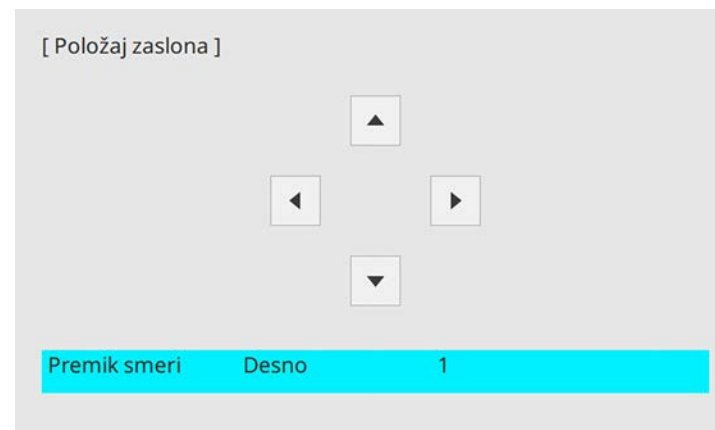 [ Položaj zaslona ]
Premik smeri Desno 1